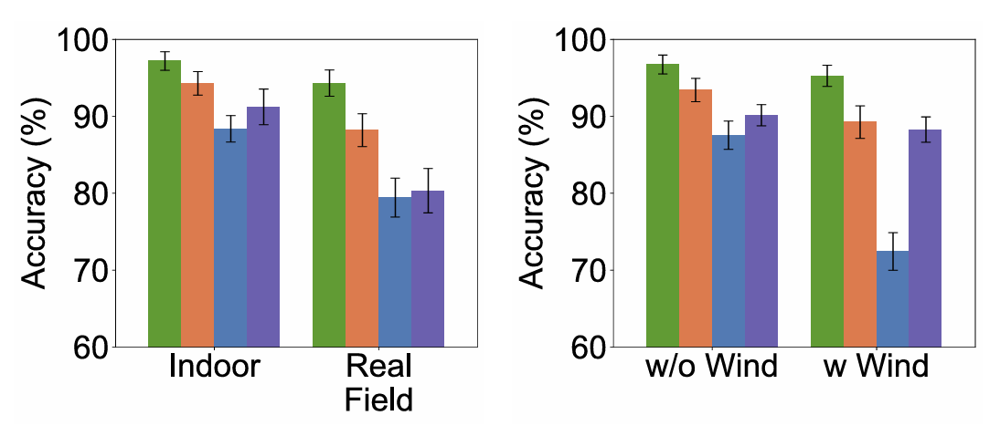 100
90
80
70
60
Accuracy (%)
Indoor
Real
Field
100
90
80
70
60
Accuracy (%)
w/o Wind
w Wind